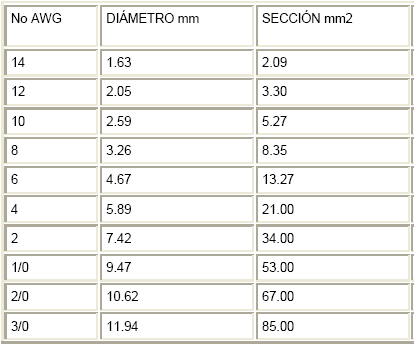 No AWG DIÁMETRO mm SECCIÓN mm2
14 1.63 2.09
12 2.05 3.30
10 2.59 5.27
8 3.26 8.35
6 4.67 13.27
4 5.89 21.00
2 7.42 34.00
1/0 9.47 53.00
2/0 10.62 67.00
3/0 11.94 85.00